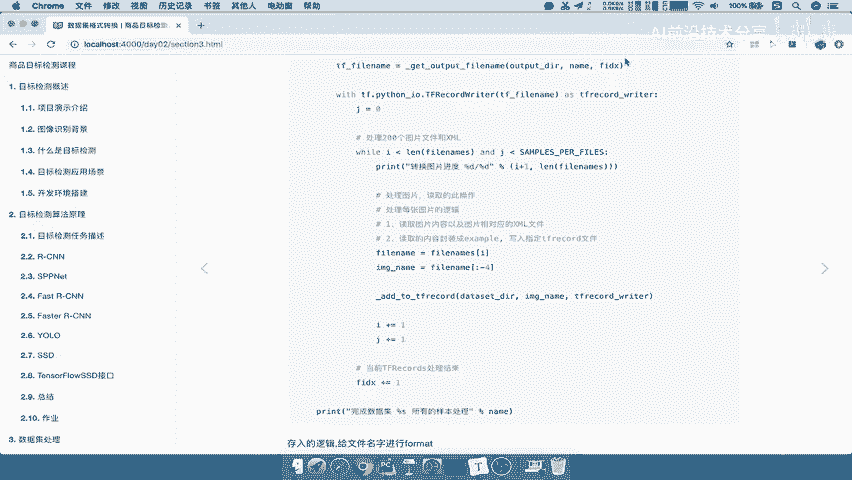 Chrome 文件 修改 视图 历史记录 书签 其他人 电动窗 帮助 100%
数据集格式转换 | 商品目标检测
localhost:4000/day02/section3.html
AI前沿技术分享
商品目标检测课程
1. 目标检测概述
1.1. 项目演示介绍
1.2. 图像识别背景
1.3. 什么是目标检测
1.4. 目标检测应用场景
1.5. 开发环境搭建
2. 目标检测算法原理
2.1. 目标检测任务描述
2.2. R-CNN
2.3. SPPNet
2.4. Fast R-CNN
2.5. Faster R-CNN
2.6. YOLO
2.7. SSD
2.8. TensorFlowSSD接口
2.9. 总结
2.10. 作业
3. 数据集处理
tf_filename = _get_output_filename(output_dir, name, fidx)
with tf.python_io.TFRecordWriter(tf_filename) as tfrecord_writer:
j = 0
# 处理200个图片文件和XML
while i < len(filenames) and j < SAMPLES_PER_FILES:
print("转换图片进度 %d/%d" % (i+1, len(filenames)))
# 处理图片，读取的此操作
# 处理每张图片的逻辑
# 1、读取图片内容以及图片相对应的XML文件
# 2、读取的内容封装成example, 写入指定tfrecord文件
filename = filenames[i]
img_name = filename[:-4]
_add_to_tfrecord(dataset_dir, img_name, tfrecord_writer)
i += 1
j += 1
# 当前TFRecords处理结束
fidx += 1
print("完成数据集 %s 所有的样本处理" % name)
存入的逻辑,给文件名字进行format